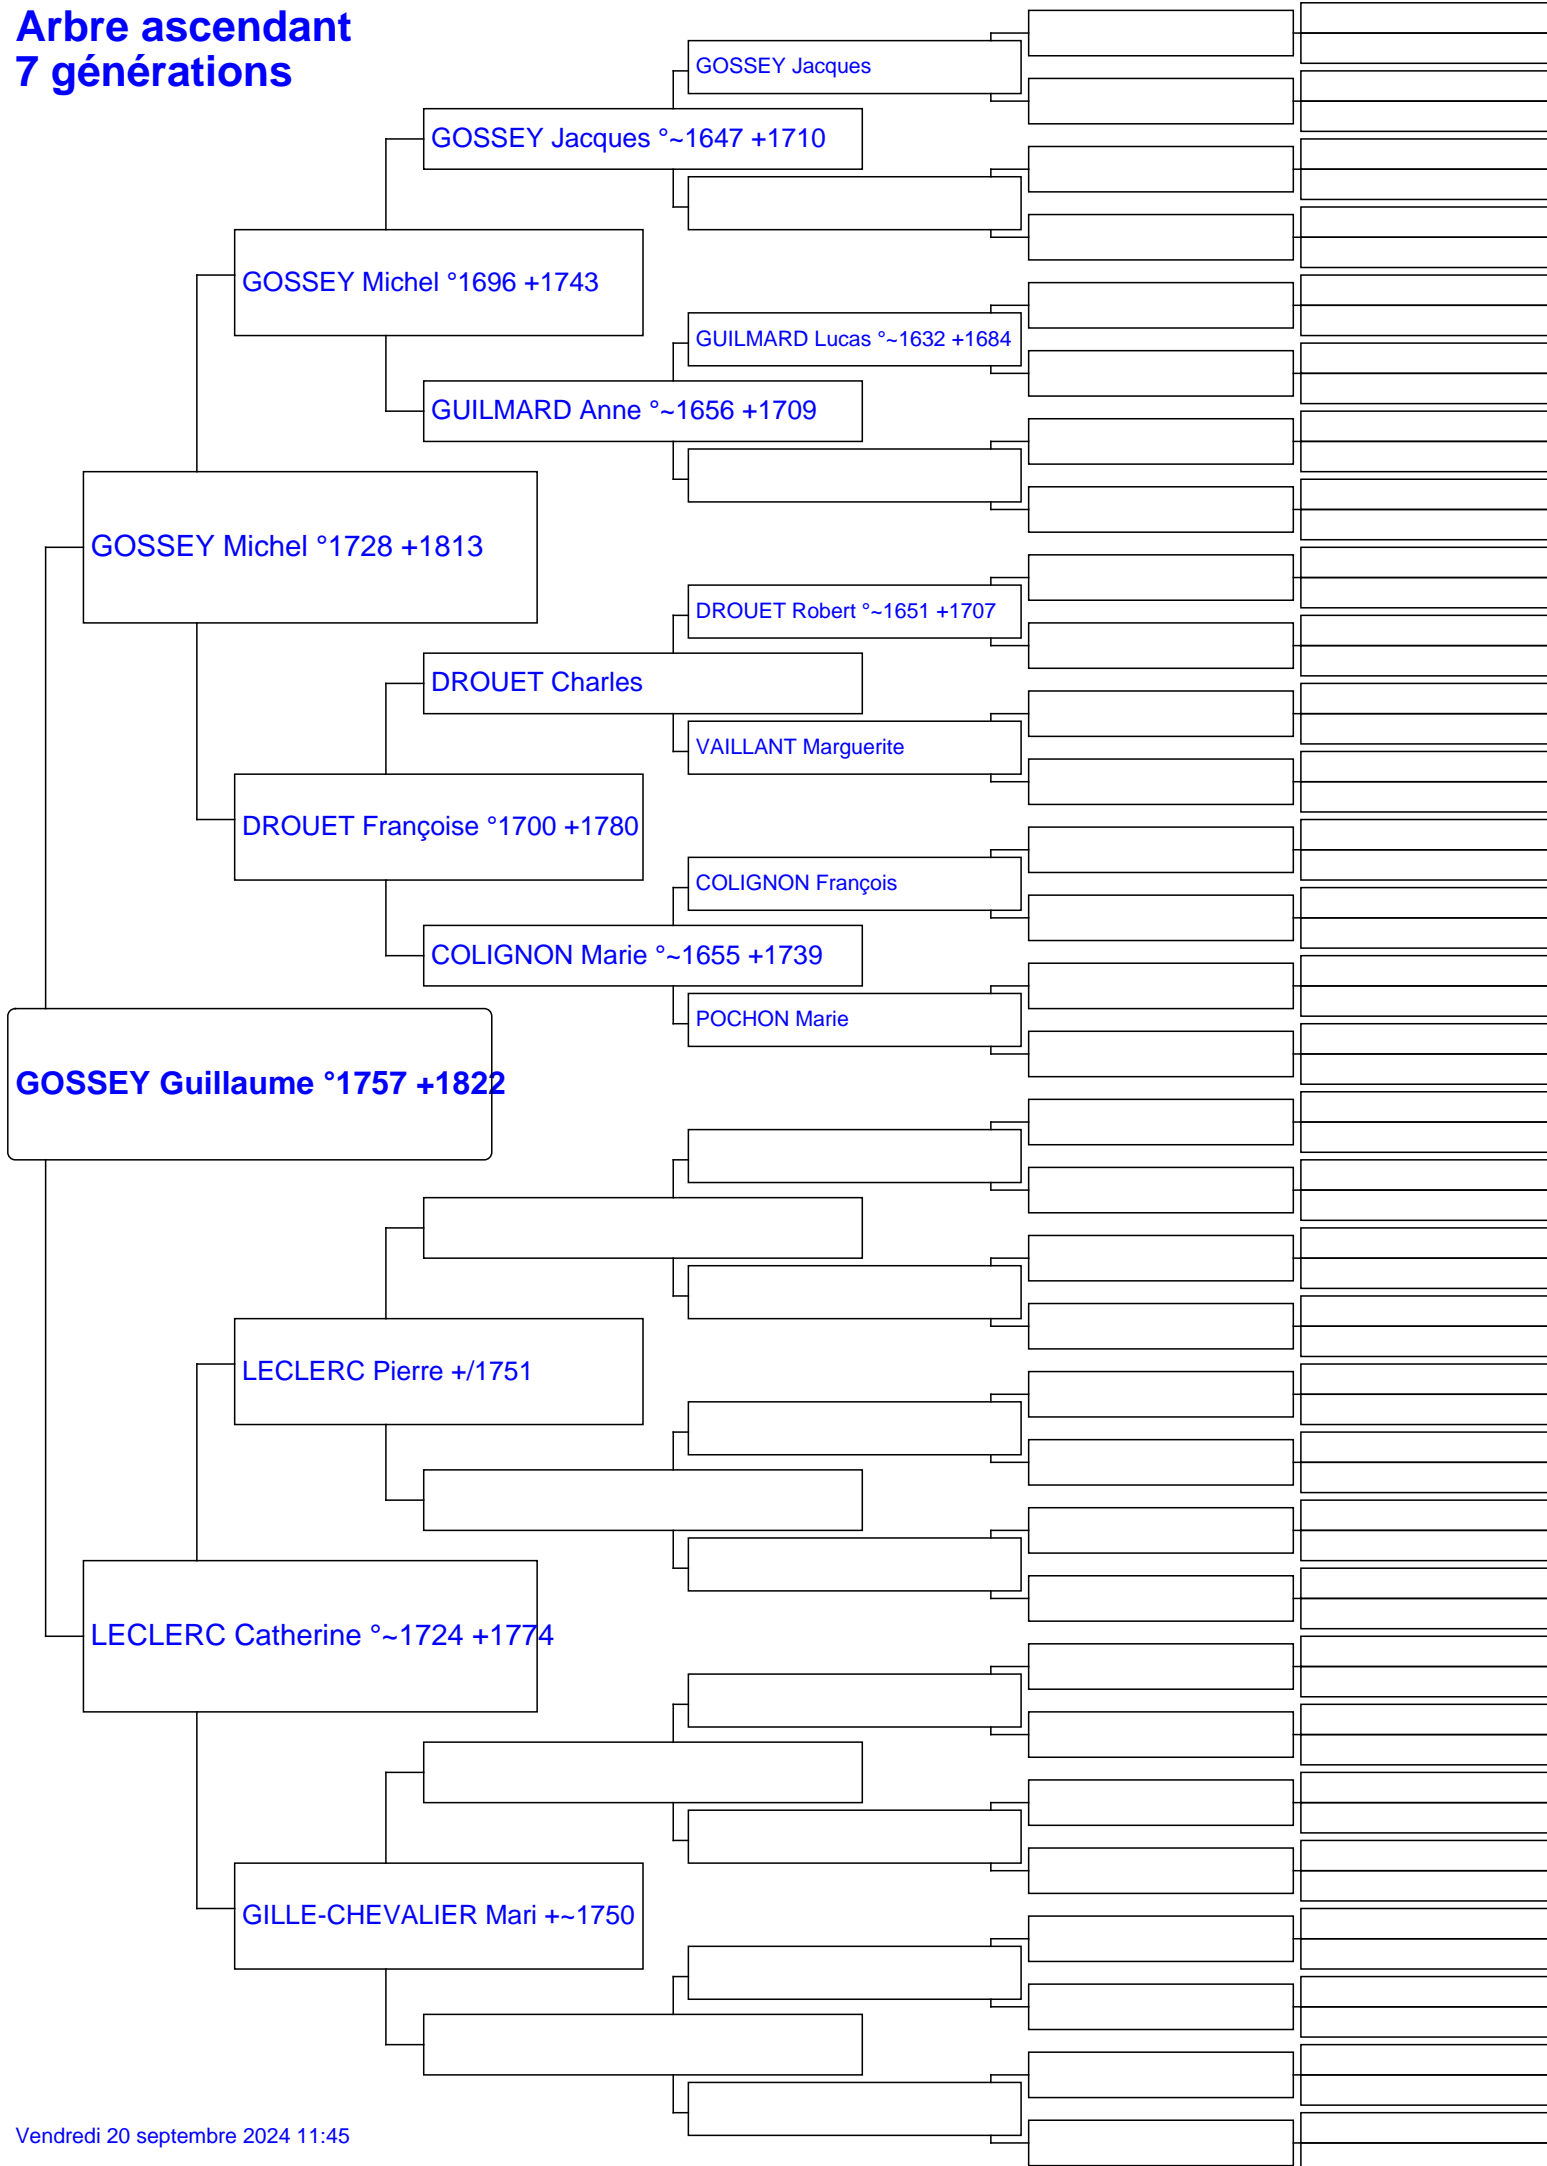 Arbre ascendant
7 générations
GOSSEY Jacques
GOSSEY Jacques °~1647 +1710
GOSSEY Michel °1696 +1743
GUILMARD Lucas °~1632 +1684
GUILMARD Anne °~1656 +1709
GOSSEY Michel °1728 +1813
DROUET Robert °~1651 +1707
DROUET Charles
VAILLANT Marguerite
DROUET Françoise °1700 +1780
COLIGNON François
COLIGNON Marie °~1655 +1739
POCHON Marie
GOSSEY Guillaume °1757 +1822
LECLERC Pierre +/1751
LECLERC Catherine °~1724 +1774
GILLE-CHEVALIER Mari +~1750
Vendredi 20 septembre 2024 11:45